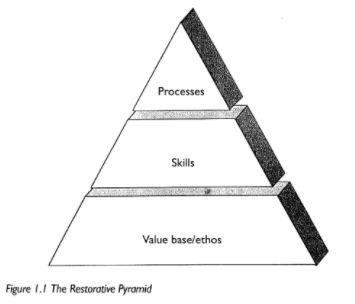 Processes
Skills
Value base/ethos
Figure 1.1 The Restorative Pyramid